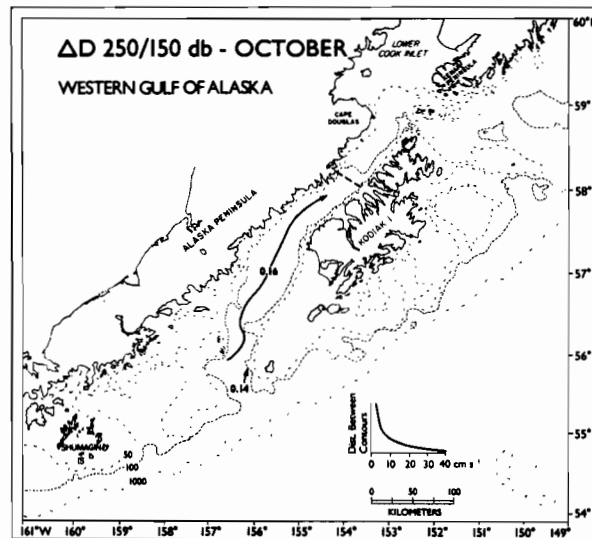 ΔD 250/150 db - OCTOBER
WESTERN GULF OF ALASKA
LOWER
COOK INLET
PENINSULA
CAPE
DOUGLAS
ALASKA PENINSULA
KODIAK I
0.16
0.14
SHUMAGIN
50
100
1000
Dist. Between
Contours
0 10 20 30 40 cm s
0 50 100
KILOMETERS
60°
59°
58°
57°
56°
55°
54°
161°W 160° 159° 158° 157° 156° 155° 154° 153° 152° 151° 150° 149°